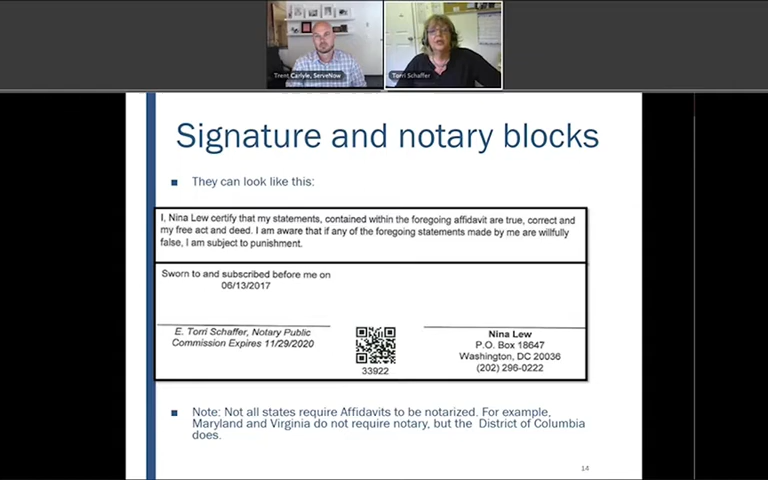 Trent Carlyle, ServeNow
Torri Schaffer
Signature and notary blocks
They can look like this:
I, Nina Lew certify that my statements, contained within the foregoing affidavit are true, correct and
my free act and deed. I am aware that if any of the foregoing statements made by me are willfully
false, I am subject to punishment.
Sworn to and subscribed before me on
06/13/2017
E. Torri Schaffer, Notary Public
Commission Expires 11/29/2020
33922
Nina Lew
P.O. Box 18647
Washington, DC 20036
(202) 296-0222
Note: Not all states require Affidavits to be notarized. For example,
Maryland and Virginia do not require notary, but the District of Columbia
does.
14